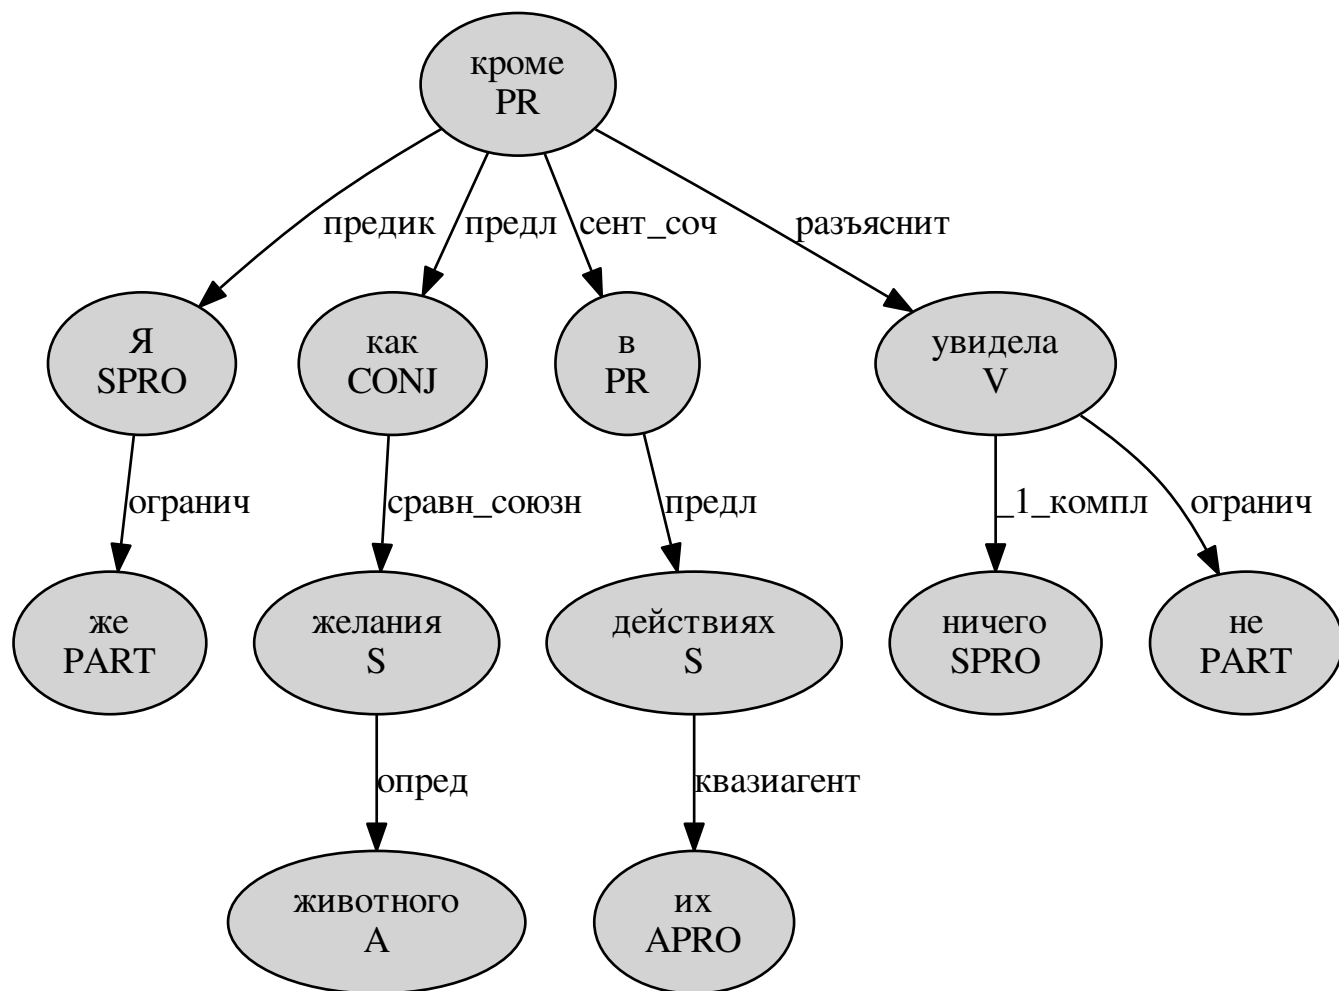 кроме
PR
предик
предл
сент_соч
разъяснит
Я
SPRO
как
CONJ
в
PR
увидела
V
огранич
сравн_союзн
предл
_1_компл
огранич
же
PART
желания
S
действиях
S
ничего
SPRO
не
PART
опред
квазиагент
животного
A
их
APRO